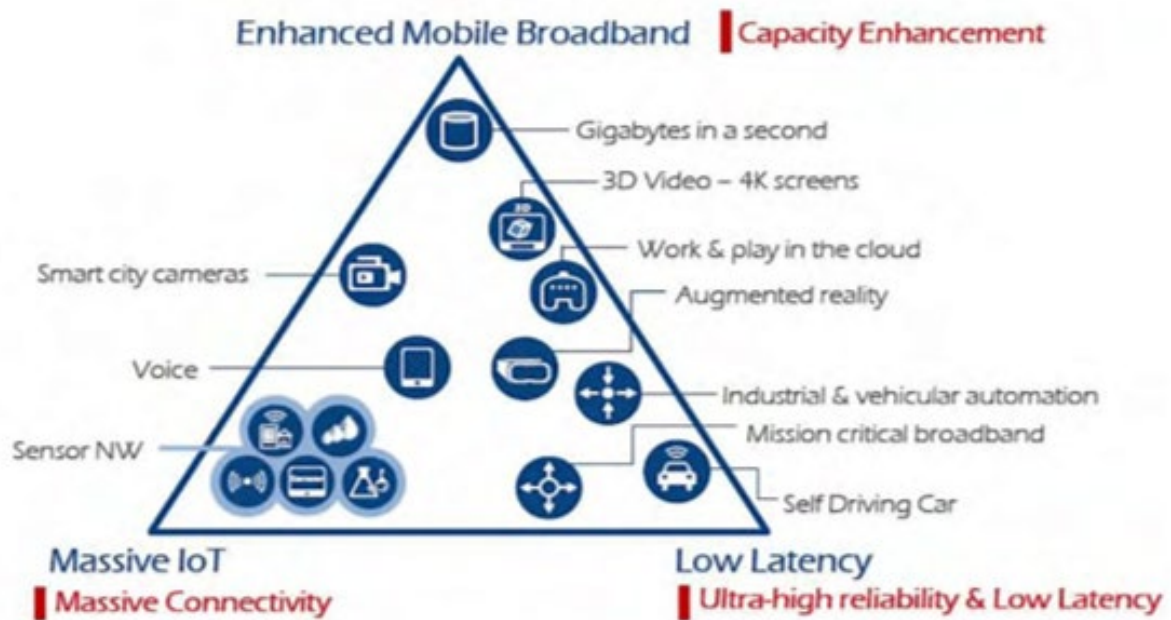 Enhanced Mobile Broadband
Capacity Enhancement
Gigabytes in a second
3D Video – 4K screens
3D
Work & play in the cloud
Smart city cameras
Augmented reality
Voice
Industrial & vehicular automation
Mission critical broadband
Sensor NW
Self Driving Car
Massive IoT
Low Latency
Massive Connectivity
Ultra-high reliability & Low Latency